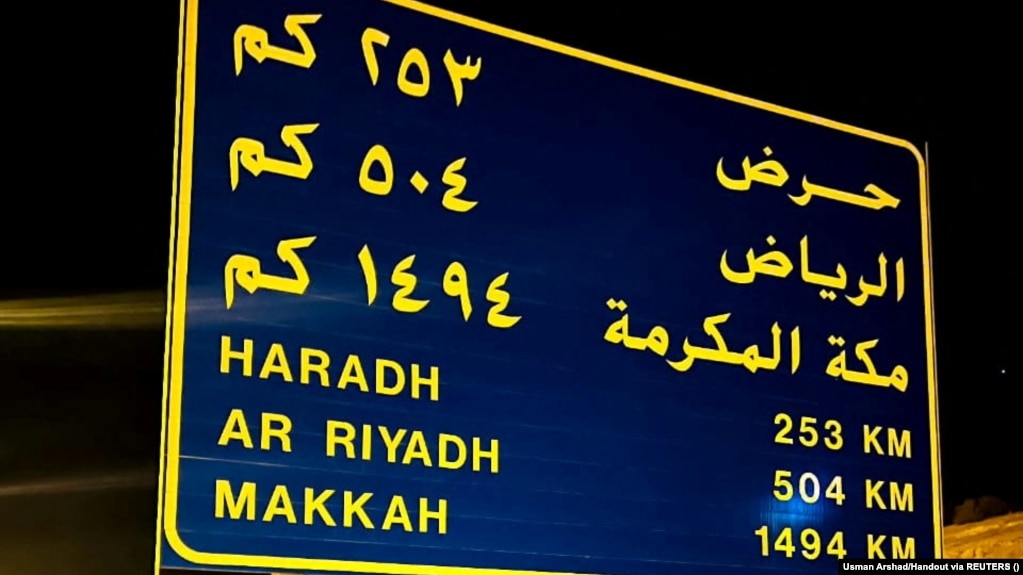 حرض ٢٥٣ كم
الرياض ٥٠٤ كم
مكة المكرمة ١٤٩٤ كم
HARADH 253 KM
AR RIYADH 504 KM
MAKKAH 1494 KM
Usman Arshad/Handout via REUTERS ()